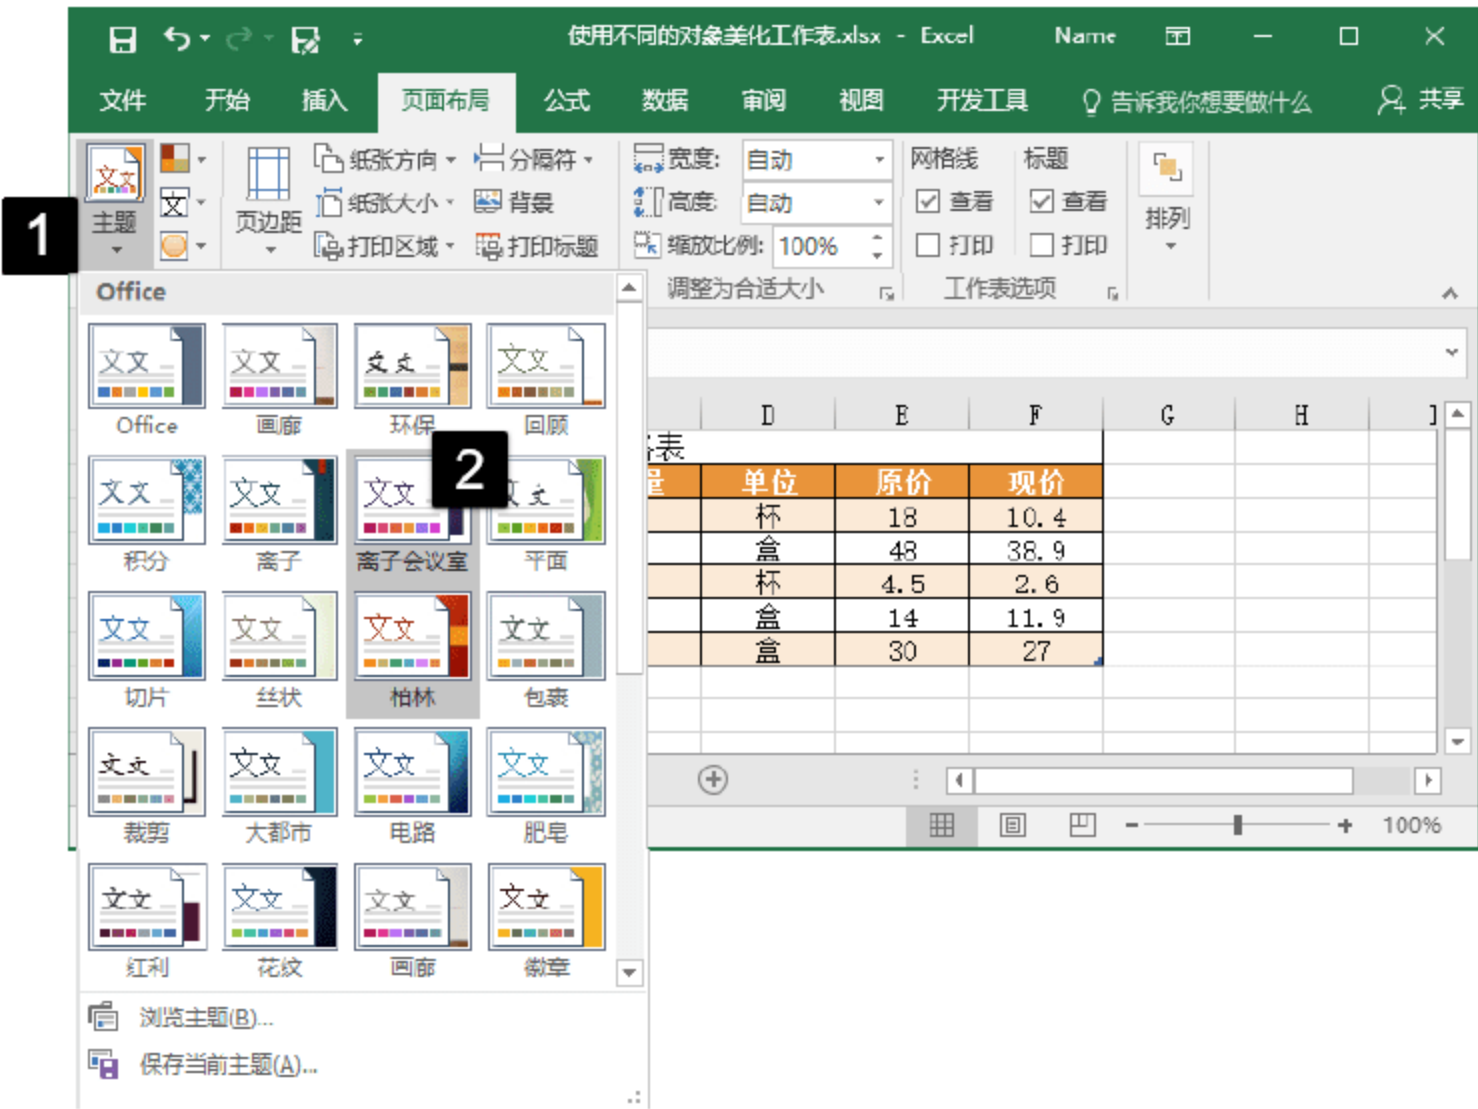 使用不同的对象美化工作表.xlsx - Excel Name
文件 开始 插入 页面布局 公式 数据 审阅 视图 开发工具 告诉我你想要做什么 共享
1
主题
文
页边距
纸张方向
纸张大小
打印区域
分隔符
背景
打印标题
宽度: 自动
高度: 自动
缩放比例: 100%
调整为合适大小
网格线 标题
查看 查看
打印 打印
工作表选项
排列
Office
Office 画廊 环保 回顾
2
积分 离子 离子会议室 平面
切片 丝状 柏林 包裹
裁剪 大都市 电路 肥皂
红利 花纹 画廊 徽章
浏览主题(B)...
保存当前主题(A)...
D E F G H I
表
量 单位 原价 现价
杯 18 10.4
盒 48 38.9
杯 4.5 2.6
盒 14 11.9
盒 30 27
100%